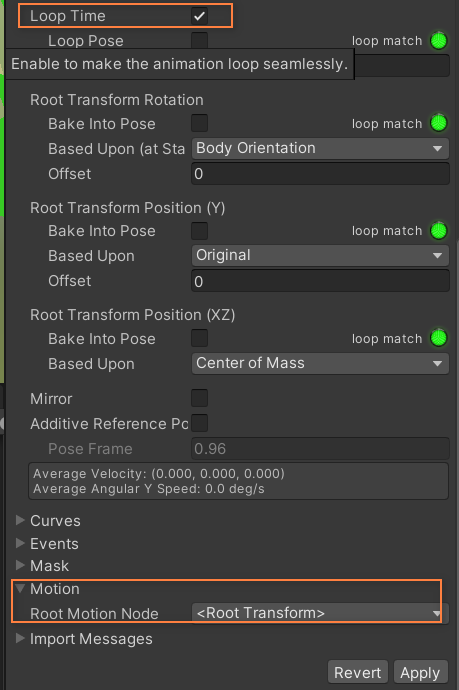 Loop Time
Loop Pose loop match
Enable to make the animation loop seamlessly.
Root Transform Rotation
Bake Into Pose loop match
Based Upon (at Sta Body Orientation
Offset 0
Root Transform Position (Y)
Bake Into Pose loop match
Based Upon Original
Offset 0
Root Transform Position (XZ)
Bake Into Pose loop match
Based Upon Center of Mass
Mirror
Additive Reference Po
Pose Frame 0.96
Average Velocity: (0.000, 0.000, 0.000)
Average Angular Y Speed: 0.0 deg/s
Curves
Events
Mask
Motion
Root Motion Node <Root Transform>
Import Messages
Revert Apply